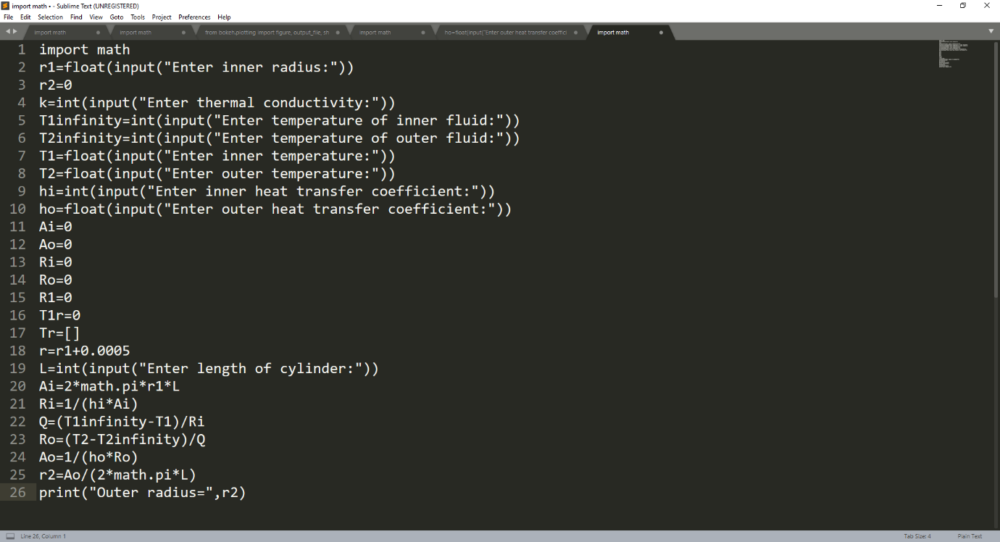 import math • - Sublime Text (UNREGISTERED)
File Edit Selection Find View Goto Tools Project Preferences Help
import math import math from bokeh.plotting import figure, output_file, sh import math ho=float(input("Enter outer heat transfer coeffici import math
1 import math
2 r1=float(input("Enter inner radius:"))
3 r2=0
4 k=int(input("Enter thermal conductivity:"))
5 T1infinity=int(input("Enter temperature of inner fluid:"))
6 T2infinity=int(input("Enter temperature of outer fluid:"))
7 T1=float(input("Enter inner temperature:"))
8 T2=float(input("Enter outer temperature:"))
9 hi=int(input("Enter inner heat transfer coefficient:"))
10 ho=float(input("Enter outer heat transfer coefficient:"))
11 Ai=0
12 Ao=0
13 Ri=0
14 Ro=0
15 R1=0
16 T1r=0
17 Tr=[]
18 r=r1+0.0005
19 L=int(input("Enter length of cylinder:"))
20 Ai=2*math.pi*r1*L
21 Ri=1/(hi*Ai)
22 Q=(T1infinity-T1)/Ri
23 Ro=(T2-T2infinity)/Q
24 Ao=1/(ho*Ro)
25 r2=Ao/(2*math.pi*L)
26 print("Outer radius=",r2)
Line 26, Column 1 Tab Size: 4 Plain Text